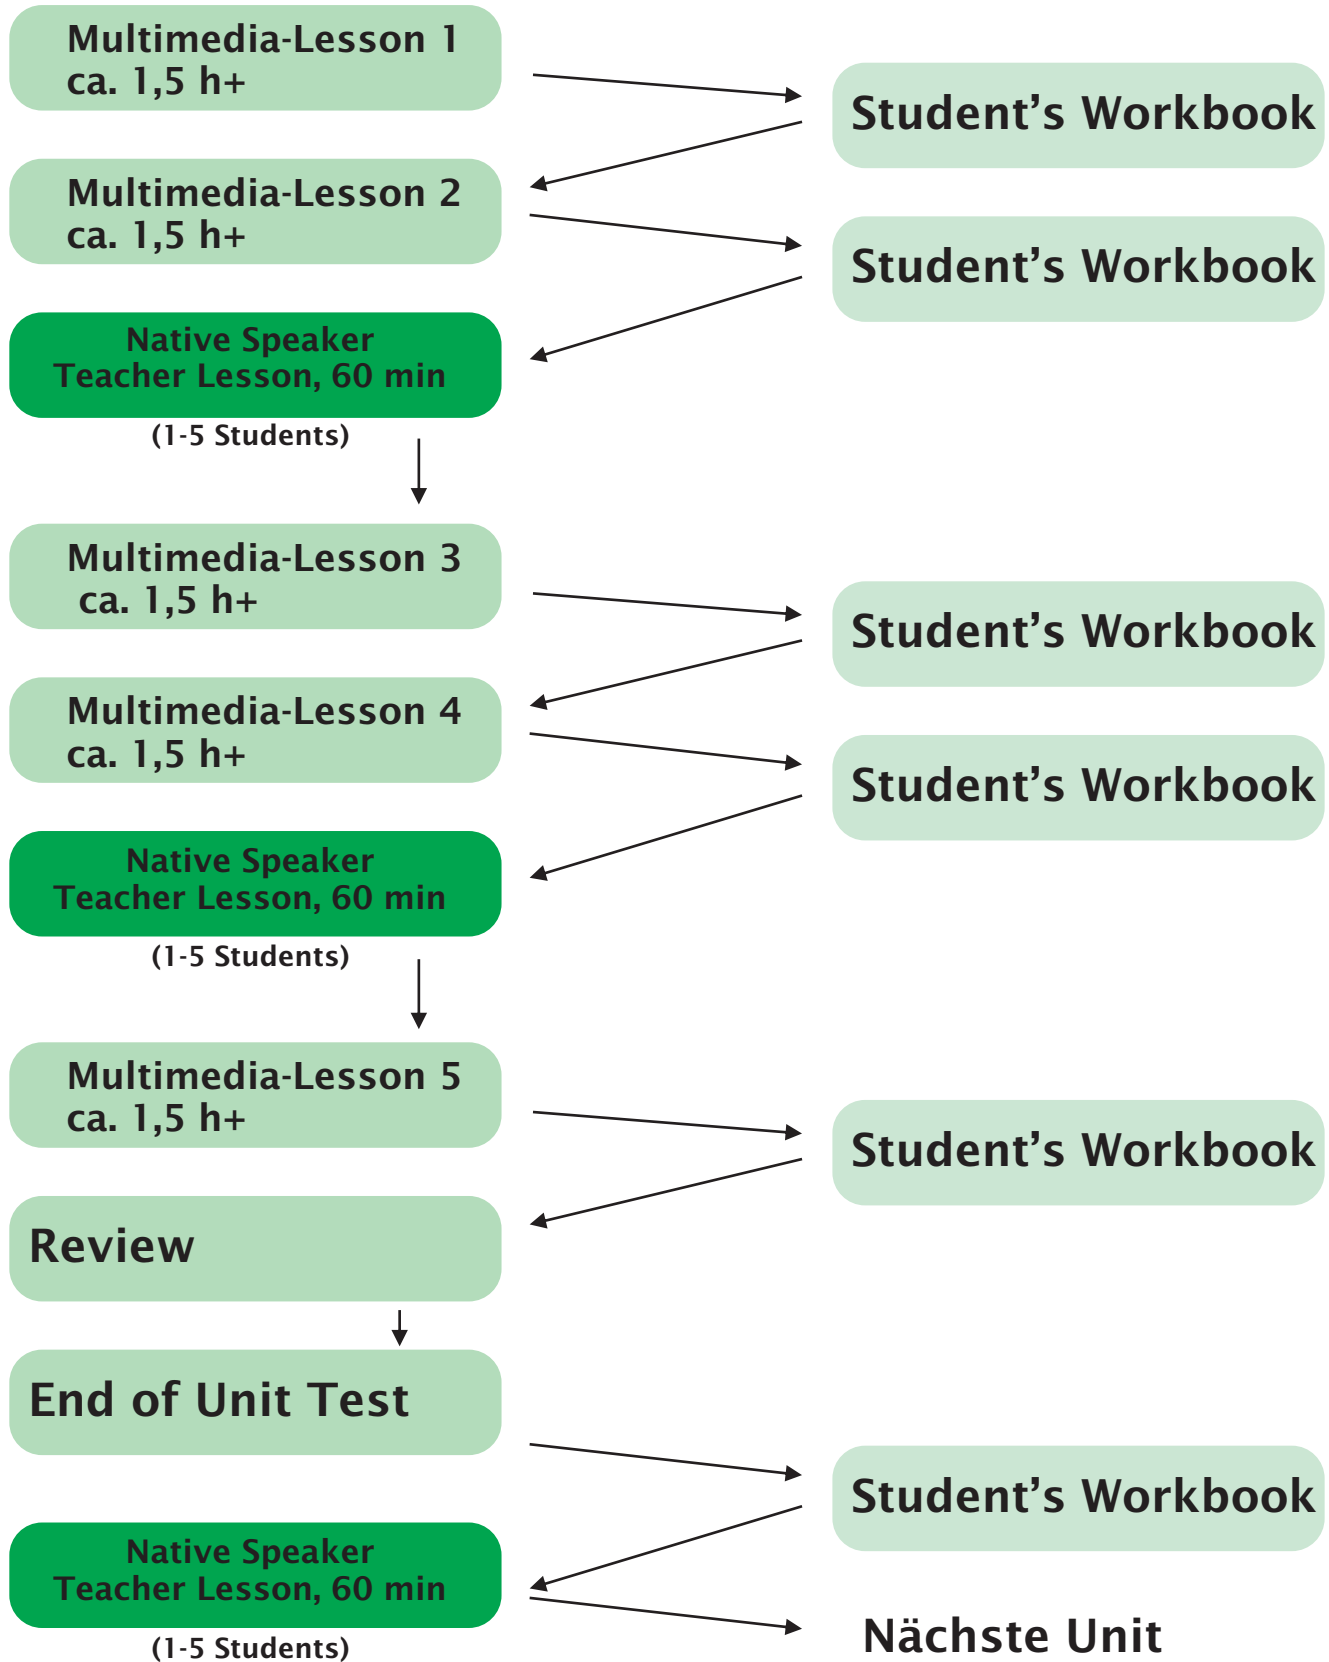 Multimedia-Lesson 1
ca. 1,5 h+
Student’s Workbook
Multimedia-Lesson 2
ca. 1,5 h+
Student’s Workbook
Native Speaker
Teacher Lesson, 60 min
(1-5 Students)
Multimedia-Lesson 3
ca. 1,5 h+
Student’s Workbook
Multimedia-Lesson 4
ca. 1,5 h+
Student’s Workbook
Native Speaker
Teacher Lesson, 60 min
(1-5 Students)
Multimedia-Lesson 5
ca. 1,5 h+
Student’s Workbook
Review
End of Unit Test
Student’s Workbook
Native Speaker
Teacher Lesson, 60 min
(1-5 Students)
Nächste Unit